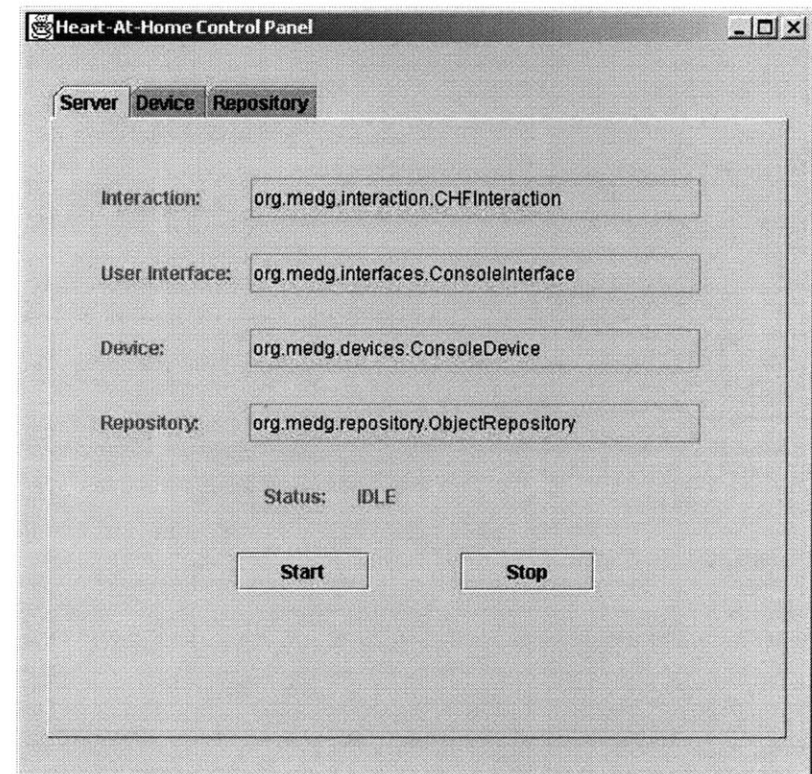 Heart-At-Home Control Panel
Server Device Repository
Interaction: org.medg.interaction.CHFInteraction
User Interface: org.medg.interfaces.ConsoleInterface
Device: org.medg.devices.ConsoleDevice
Repository: org.medg.repository.ObjectRepository
Status: IDLE
Start Stop